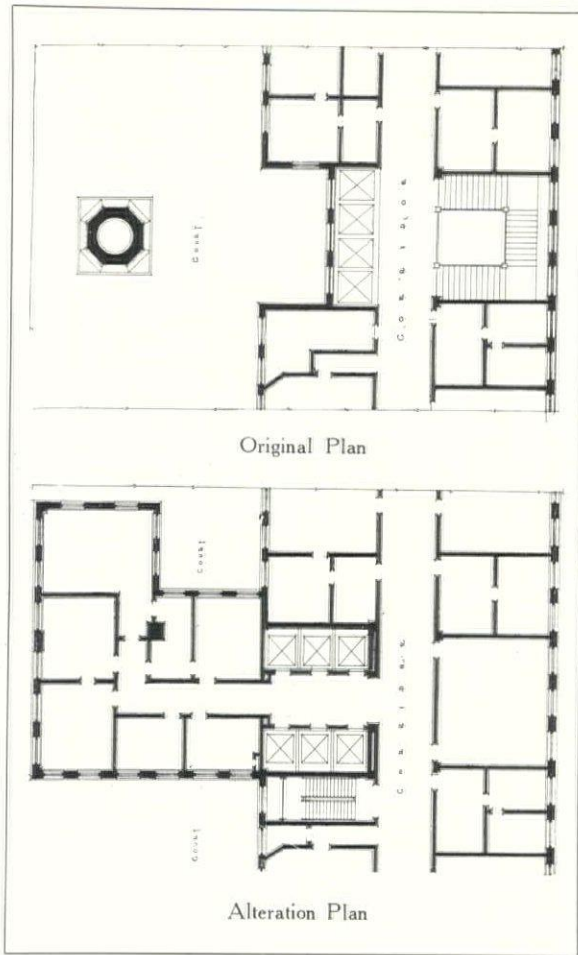 Court
Corridor
Original Plan
Court
Corridor
Court
Alteration Plan